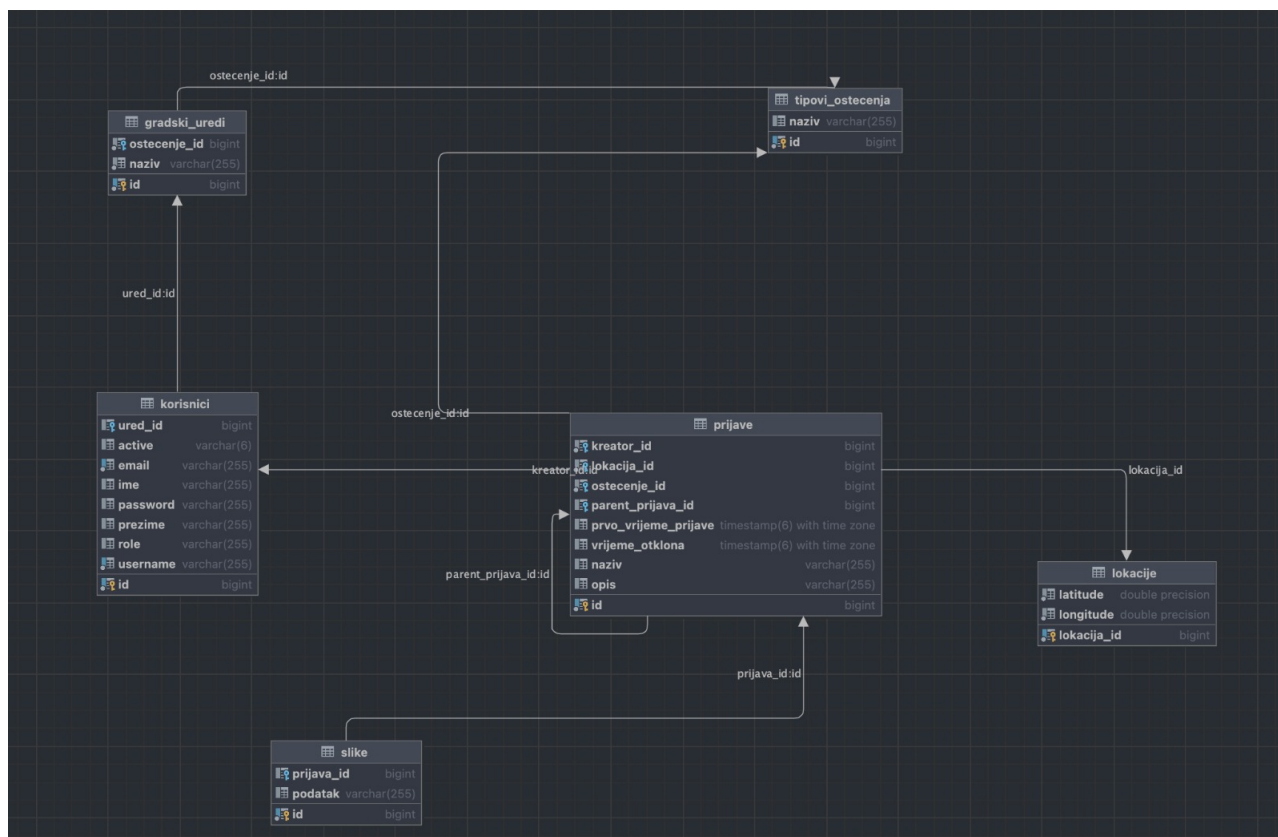 ostecenje_id:id
tipovi_ostecenja
naziv varchar(255)
id bigint
gradski_uredi
ostecenje_id bigint
naziv varchar(255)
id bigint
ured_id:id
korisnici
ured_id bigint
active varchar(6)
email varchar(255)
ime varchar(255)
password varchar(255)
prezime varchar(255)
role varchar(255)
username varchar(255)
id bigint
ostecenje_id:id
kreator_id:id
prijave
kreator_id bigint
lokacija_id bigint
ostecenje_id bigint
parent_prijava_id bigint
prvo_vrijeme_prijave timestamp(6) with time zone
vrijeme_otklona timestamp(6) with time zone
naziv varchar(255)
opis varchar(255)
id bigint
parent_prijava_id:id
lokacija_id
lokacije
latitude double precision
longitude double precision
lokacija_id bigint
prijava_id:id
slike
prijava_id bigint
podatak varchar(255)
id bigint